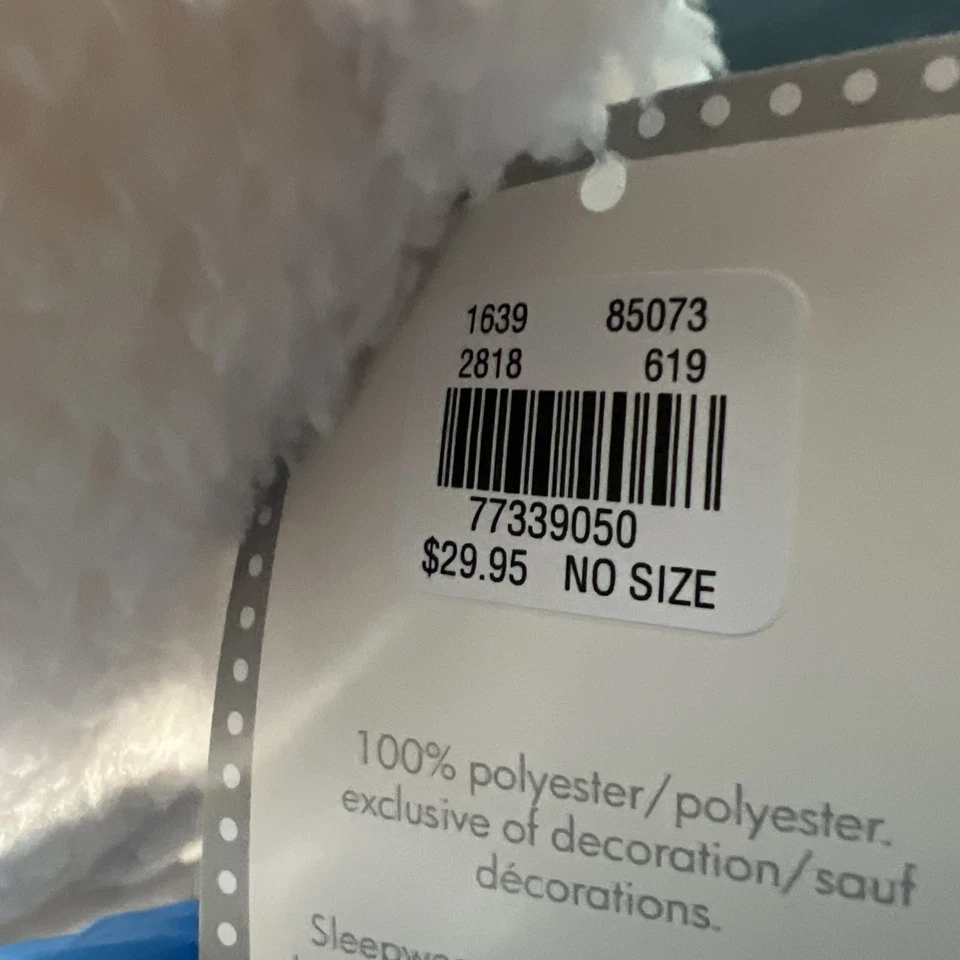 1639 85073
2818 619
77339050
$29.95 NO SIZE
100% polyester/polyester.
exclusive of decoration/sauf
décorations.